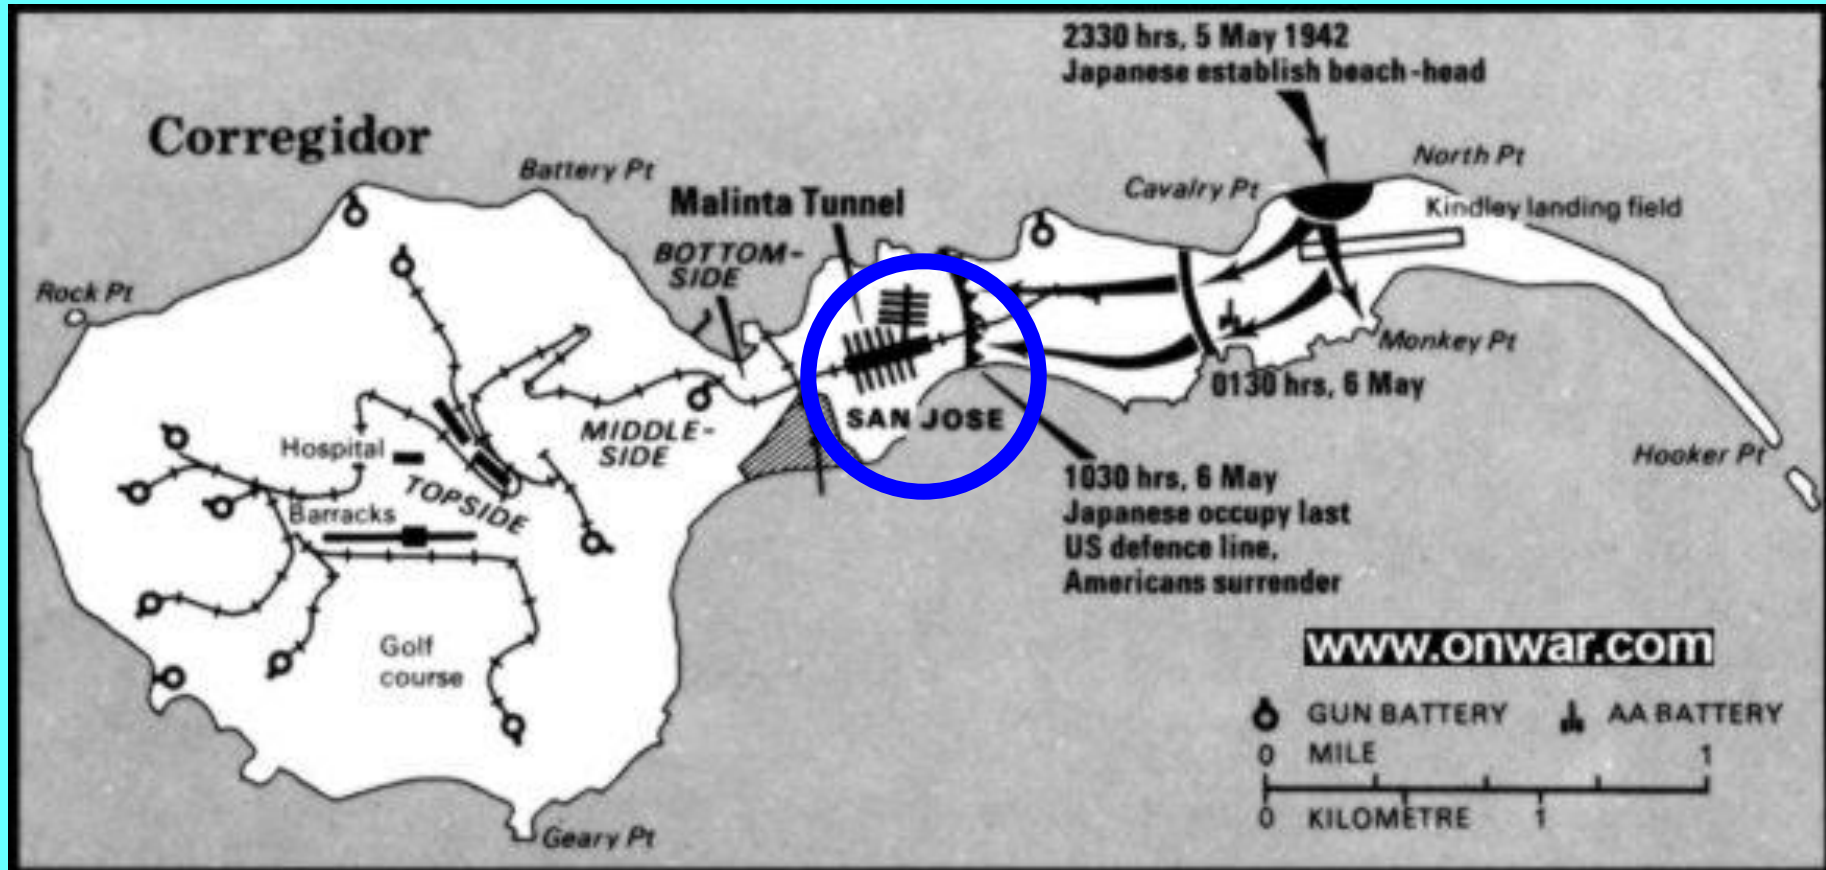 2330 hrs, 5 May 1942
Japanese establish beach-head
Corregidor
Battery Pt
North Pt
Malinta Tunnel
Cavalry Pt
Kindley landing field
BOTTOM-
SIDE
Rock Pt
Monkey Pt
0130 hrs, 6 May
SAN JOSE
MIDDLE-
SIDE
Hospital
TOPSIDE
Barracks
Hooker Pt
1030 hrs, 6 May
Japanese occupy last
US defence line,
Americans surrender
Golf
course
www.onwar.com
GUN BATTERY
AA BATTERY
0 MILE 1
0 KILOMETRE 1
Geary Pt